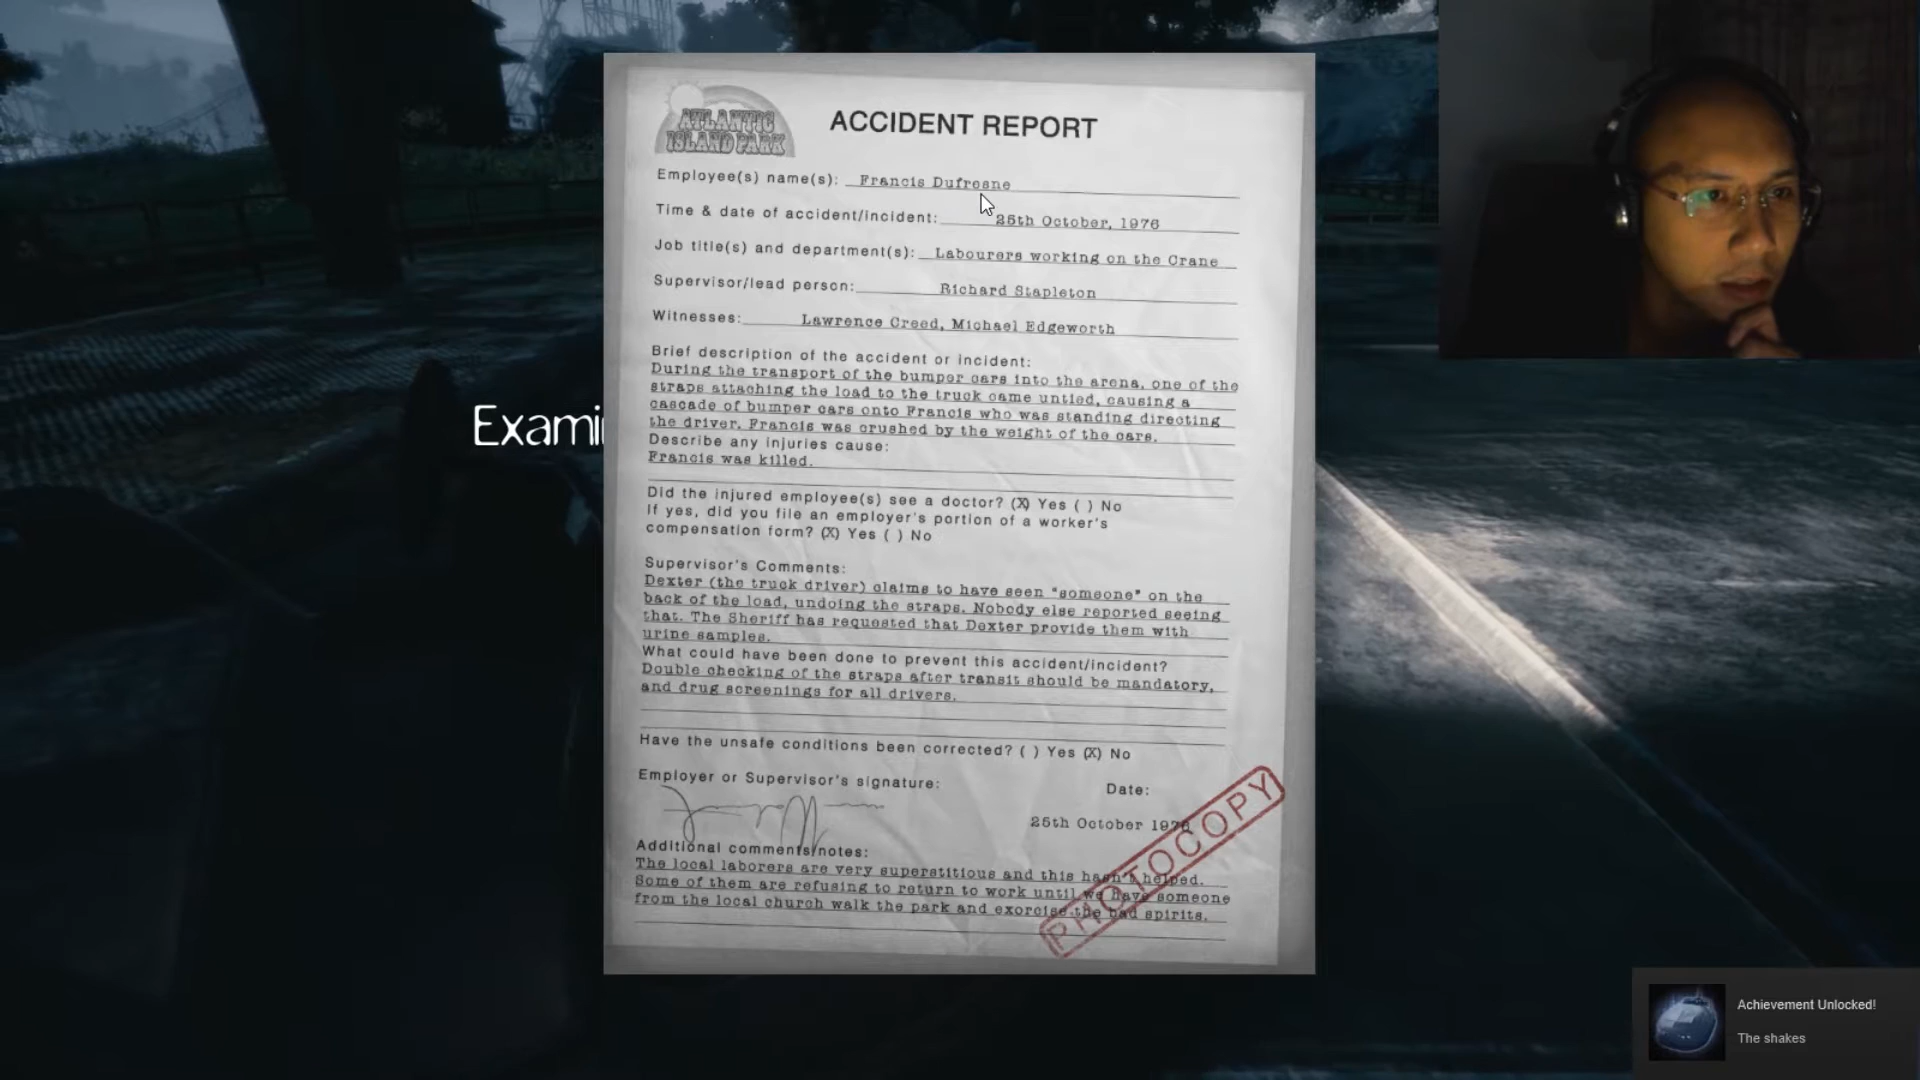 ATLANTIC
ISLAND PARK
ACCIDENT REPORT
Employee(s) name(s): Francis Dufresne
Time & date of accident/incident: 25th October, 1976
Job title(s) and department(s): Labourers working on the Crane
Supervisor/lead person: Richard Stapleton
Witnesses: Lawrence Creed, Michael Edgeworth
Brief description of the accident or incident:
During the transport of the bumper cars into the arena, one of the
straps attaching the load to the truck came untied, causing a
cascade of bumper cars onto Francis who was standing directing
the driver. Francis was crushed by the weight of the cars.
Describe any injuries cause:
Francis was killed.
Did the injured employee(s) see a doctor? (X) Yes ( ) No
If yes, did you file an employer's portion of a worker's
compensation form? (X) Yes ( ) No
Supervisor's Comments:
Dexter (the truck driver) claims to have seen "someone" on the
back of the load, undoing the straps. Nobody else reported seeing
that. The Sheriff has requested that Dexter provide them with
urine samples.
What could have been done to prevent this accident/incident?
Double checking of the straps after transit should be mandatory,
and drug screenings for all drivers.
Have the unsafe conditions been corrected? ( ) Yes (X) No
Employer or Supervisor's signature:
Date:
25th October 1976
Additional comments/notes:
The local laborers are very superstitious and this hasn't helped.
Some of them are refusing to return to work until we have someone
from the local church walk the park and exorcise the bad spirits.
PHOTOCOPY
Exami
Achievement Unlocked!
The shakes